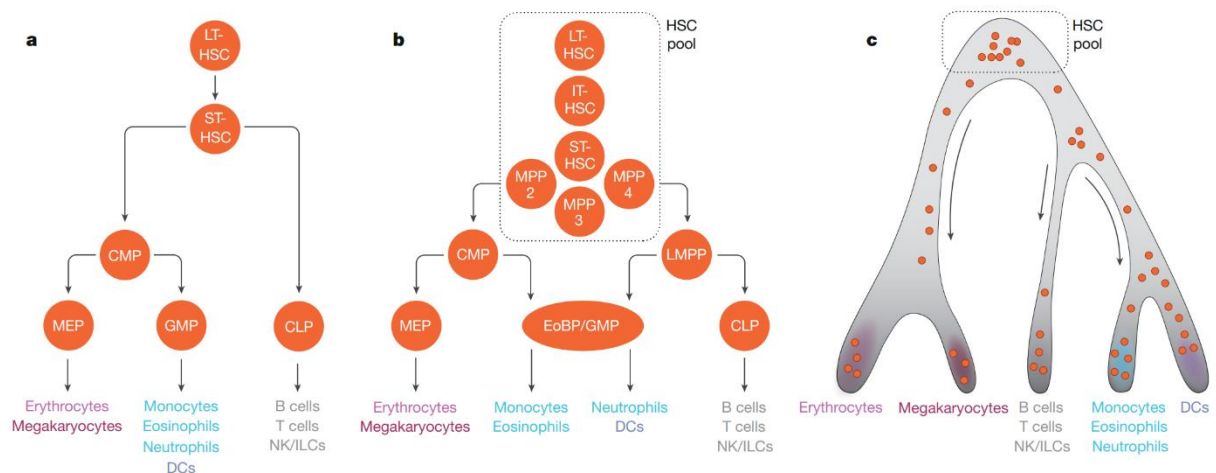 a
LT-
HSC
ST-
HSC
CMP
MEP
GMP
CLP
Erythrocytes
Megakaryocytes
Monocytes
Eosinophils
Neutrophils
DCs
B cells
T cells
NK/ILCs
b
HSC
pool
LT-
HSC
IT-
HSC
ST-
HSC
MPP
2
MPP
3
MPP
4
CMP
LMPP
MEP
EoBP/GMP
CLP
Erythrocytes
Megakaryocytes
Monocytes
Eosinophils
Neutrophils
DCs
B cells
T cells
NK/ILCs
c
HSC
pool
Erythrocytes
Megakaryocytes
B cells
T cells
NK/ILCs
Monocytes
Eosinophils
Neutrophils
DCs